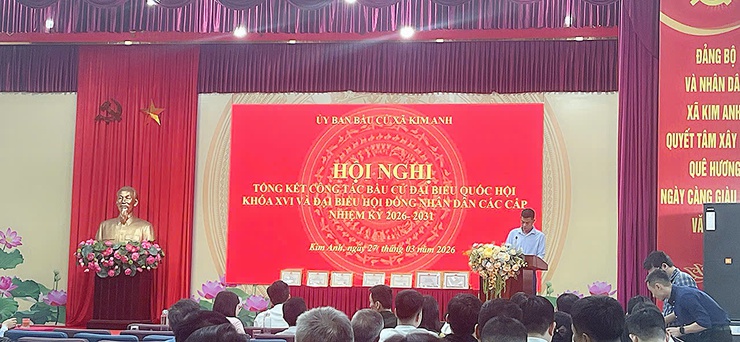 ỦY BAN BẦU CỬ XÃ KIM ANH
HỘI NGHỊ
TỔNG KẾT CÔNG TÁC BẦU CỬ ĐẠI BIỂU QUỐC HỘI
KHÓA XVI VÀ ĐẠI BIỂU HỘI ĐỒNG NHÂN DÂN CÁC CẤP
NHIỆM KỲ 2026- 2031
Kim Anh, ngày 27 tháng 03 năm 2026
ĐẢNG BỘ
VÀ NHÂN DÂ
XÃ KIM ANH
QUYẾT TÂM XÂY
QUÊ HƯƠNG
NGÀY CÀNG GIÀU
VĂ